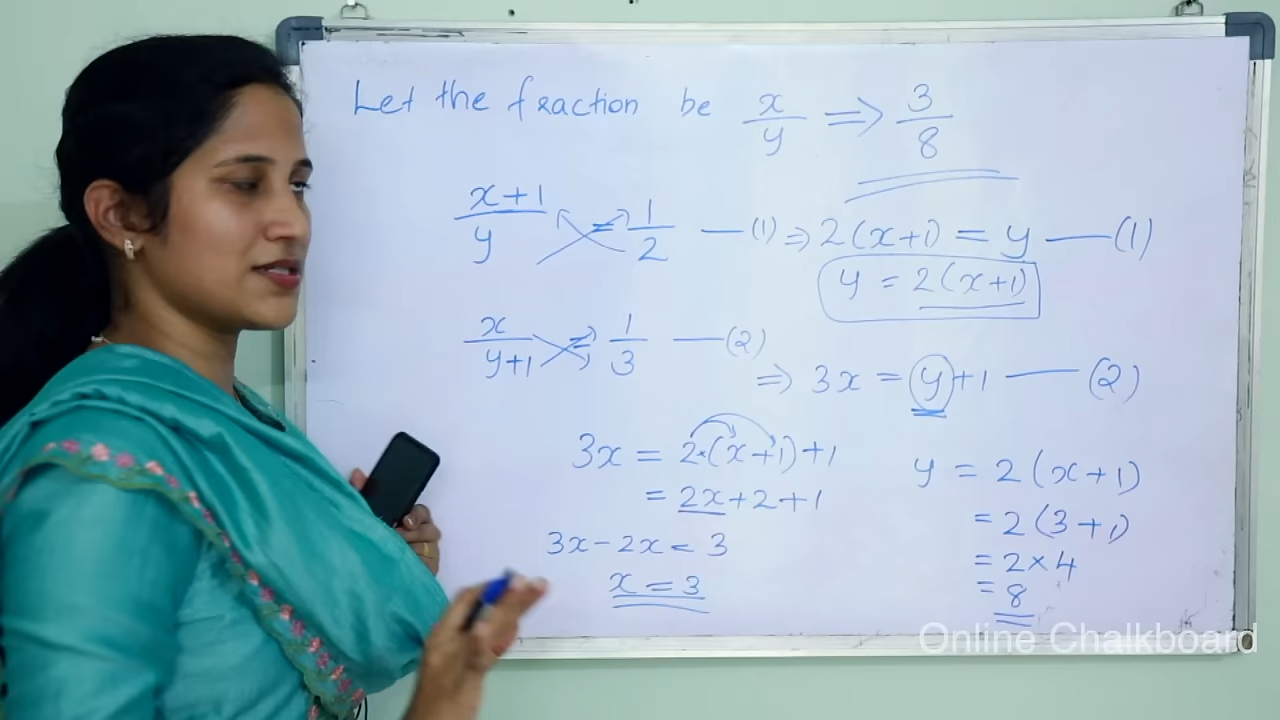 Let the fraction be x/y ⇒ 3/8
(x+1)/y = 1/2 —(1) ⇒ 2(x+1) = y —(1)
y = 2(x+1)
x/(y+1) = 1/3 —(2)
⇒ 3x = y+1 —(2)
3x = 2×(x+1)+1
= 2x+2+1
3x-2x = 3
x = 3
y = 2(x+1)
= 2(3+1)
= 2×4
= 8
Online Chalkboard